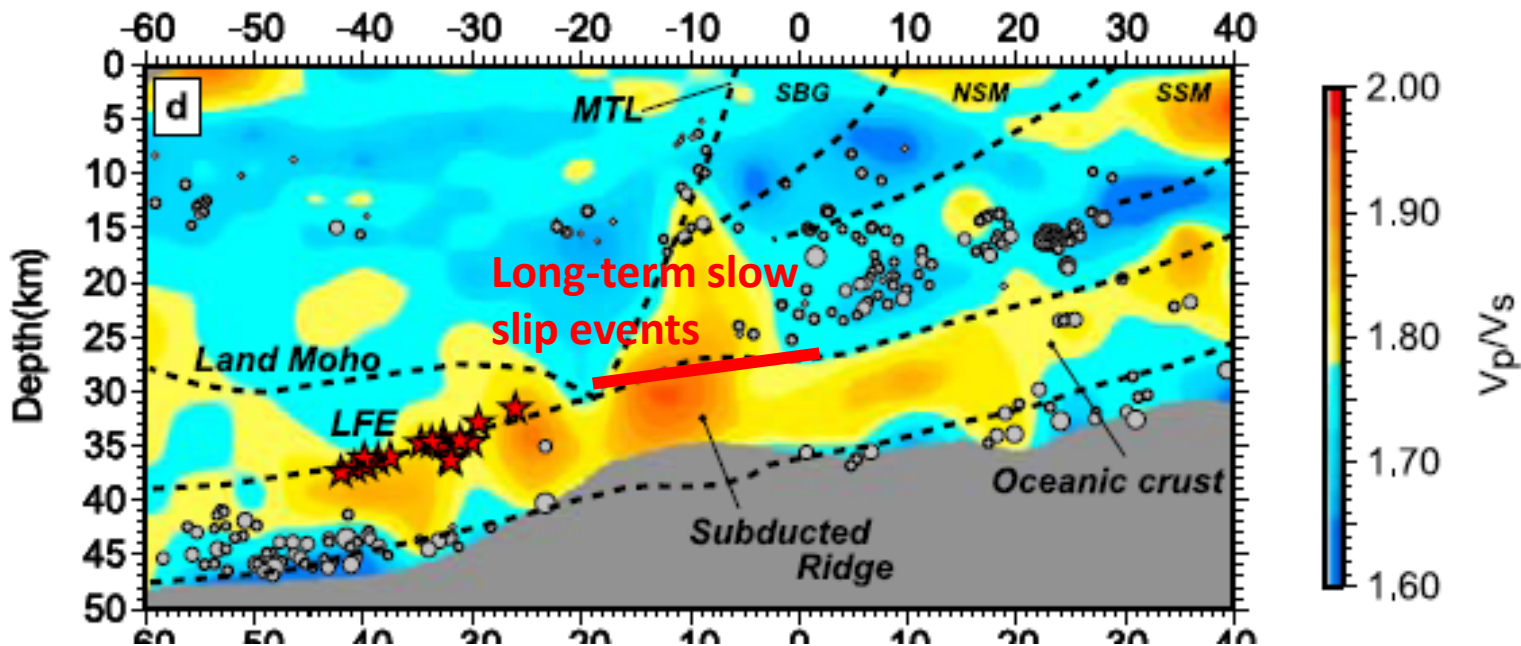 -60 -50 -40 -30 -20 -10 0 10 20 30 40
0
5
10
15
20
25
30
35
40
45
50
Depth(km)
d
MTL
SBG
NSM
SSM
Long-term slow
slip events
Land Moho
LFE
Oceanic crust
Subducted
Ridge
-60 -50 -40 -30 -20 -10 0 10 20 30 40
2.00
1.90
1.80
1.70
1.60
Vp/Vs